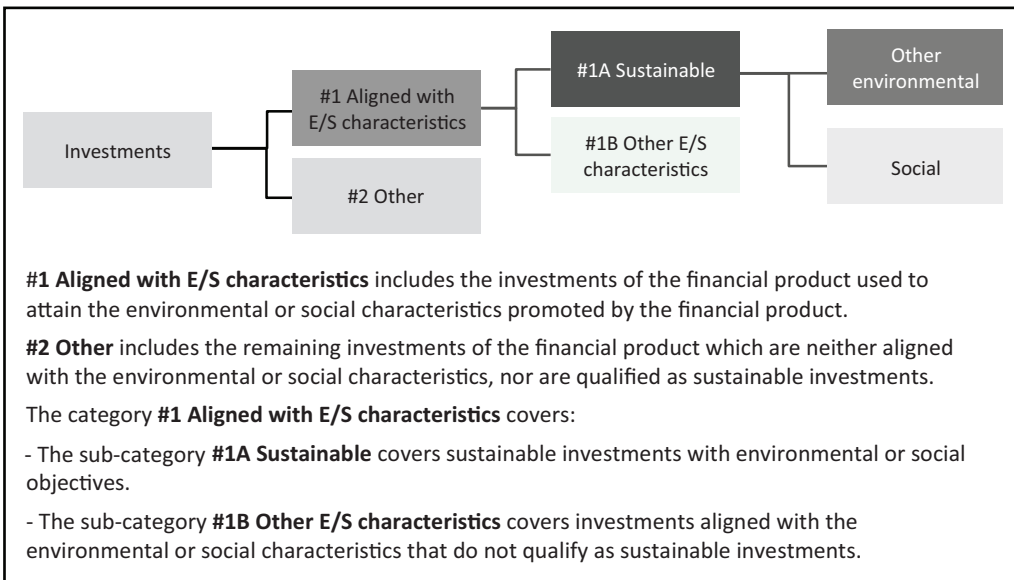 Investments
#1 Aligned with
E/S characteristics
#2 Other
#1A Sustainable
#1B Other E/S
characteristics
Other
environmental
Social
#1 Aligned with E/S characteristics includes the investments of the financial product used to
attain the environmental or social characteristics promoted by the financial product.
#2 Other includes the remaining investments of the financial product which are neither aligned
with the environmental or social characteristics, nor are qualified as sustainable investments.
The category #1 Aligned with E/S characteristics covers:
- The sub-category #1A Sustainable covers sustainable investments with environmental or social
objectives.
- The sub-category #1B Other E/S characteristics covers investments aligned with the
environmental or social characteristics that do not qualify as sustainable investments.